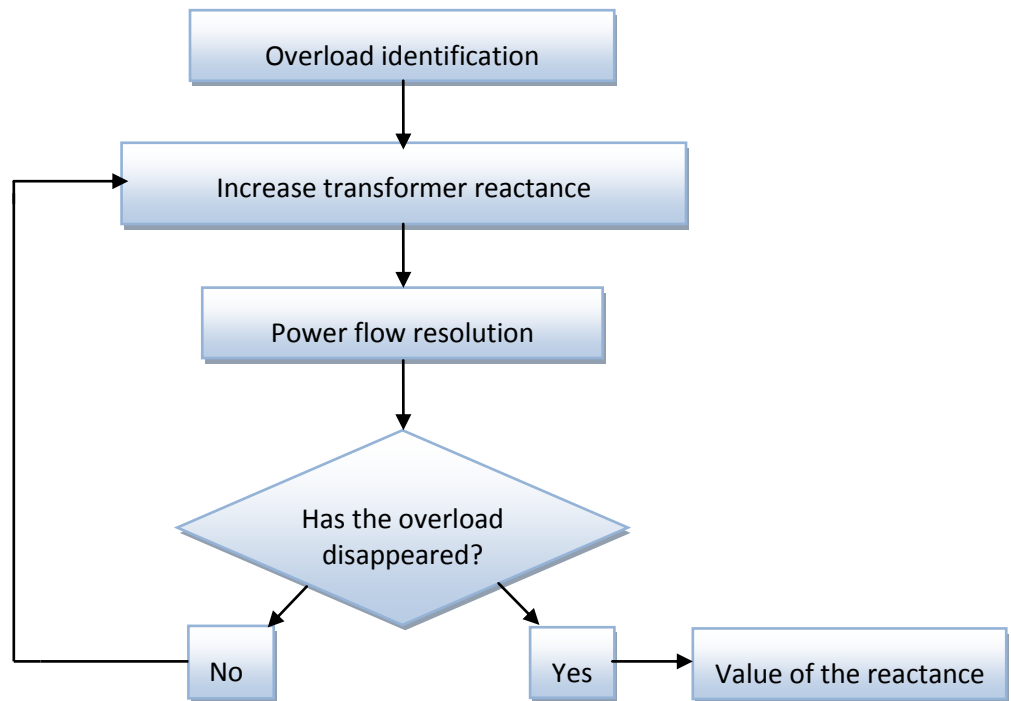 Overload identification
Increase transformer reactance
Power flow resolution
Has the overload
disappeared?
No
Yes
Value of the reactance